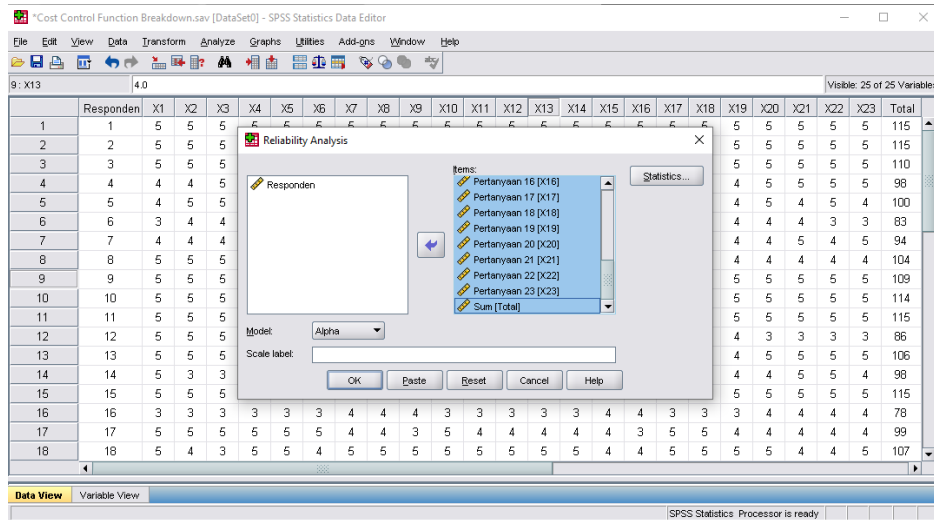 *Cost Control Function Breakdown.sav [DataSet0] - SPSS Statistics Data Editor
File Edit View Data Transform Analyze Graphs Utilities Add-ons Window Help
9 : X13 4.0 Visible: 25 of 25 Variables
Responden X1 X2 X3 X4 X5 X6 X7 X8 X9 X10 X11 X12 X13 X14 X15 X16 X17 X18 X19 X20 X21 X22 X23 Total
1 1 5 5 5 5 5 5 5 5 5 115
2 2 5 5 5 5 5 5 5 5 115
3 3 5 5 5 5 5 5 5 5 110
4 4 4 4 5 4 5 5 5 5 98
5 5 4 5 5 4 5 4 5 4 100
6 6 3 4 4 4 4 4 3 3 83
7 7 4 4 4 4 4 5 4 5 94
8 8 5 5 5 4 4 4 4 4 104
9 9 5 5 5 5 5 5 5 5 109
10 10 5 5 5 5 5 5 5 5 114
11 11 5 5 5 5 5 5 5 5 115
12 12 5 5 5 4 3 3 3 3 86
13 13 5 5 5 4 5 5 5 5 106
14 14 5 3 3 4 4 5 5 4 98
15 15 5 5 5 5 5 5 5 5 115
16 16 3 3 3 3 3 3 4 4 3 3 3 3 3 4 4 3 3 3 4 4 4 4 78
17 17 5 5 5 5 5 5 4 4 3 5 4 4 4 4 4 3 5 5 4 4 4 4 4 99
18 18 5 4 3 5 5 4 5 5 5 5 5 5 5 5 4 4 5 5 5 5 4 4 5 107
Reliability Analysis
Responden
Items:
Pertanyaan 16 [X16]
Pertanyaan 17 [X17]
Pertanyaan 18 [X18]
Pertanyaan 19 [X19]
Pertanyaan 20 [X20]
Pertanyaan 21 [X21]
Pertanyaan 22 [X22]
Pertanyaan 23 [X23]
Sum [Total]
Statistics...
Model: Alpha
Scale label:
OK Paste Reset Cancel Help
Data View Variable View
SPSS Statistics Processor is ready